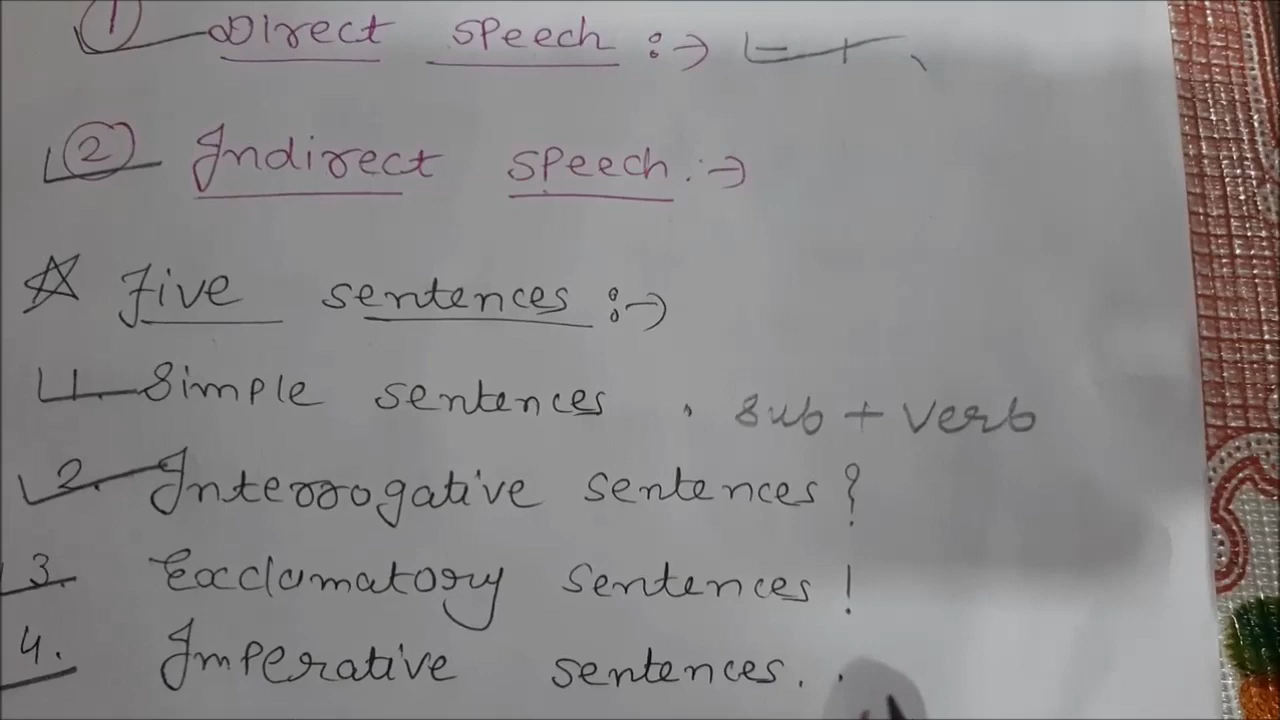 ① Direct speech :→
② Indirect speech :→
☆ Five sentences :→
1. Simple sentences . sub + verb
2. Interrogative sentences ?
3. Exclamatory sentences !
4. Imperative sentences . .